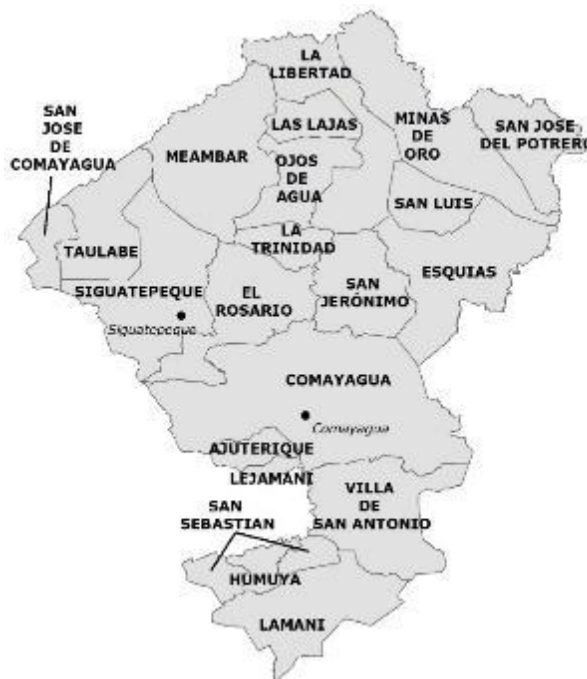 LA
LIBERTAD
SAN
JOSE
DE
COMAYAGUA
LAS LAJAS
MINAS
DE
ORO
SAN JOSE
DEL POTRERO
MEAMBAR
OJOS
DE
AGUA
SAN LUIS
LA
TRINIDAD
TAULABE
ESQUIAS
SIGUATEPEQUE
EL
ROSARIO
SAN
JERÓNIMO
Siguatepeque
COMAYAGUA
Comayagua
AJUTERIQUE
LEJAMANI
VILLA
DE
SAN ANTONIO
SAN
SEBASTIAN
HUMUYA
LAMANI